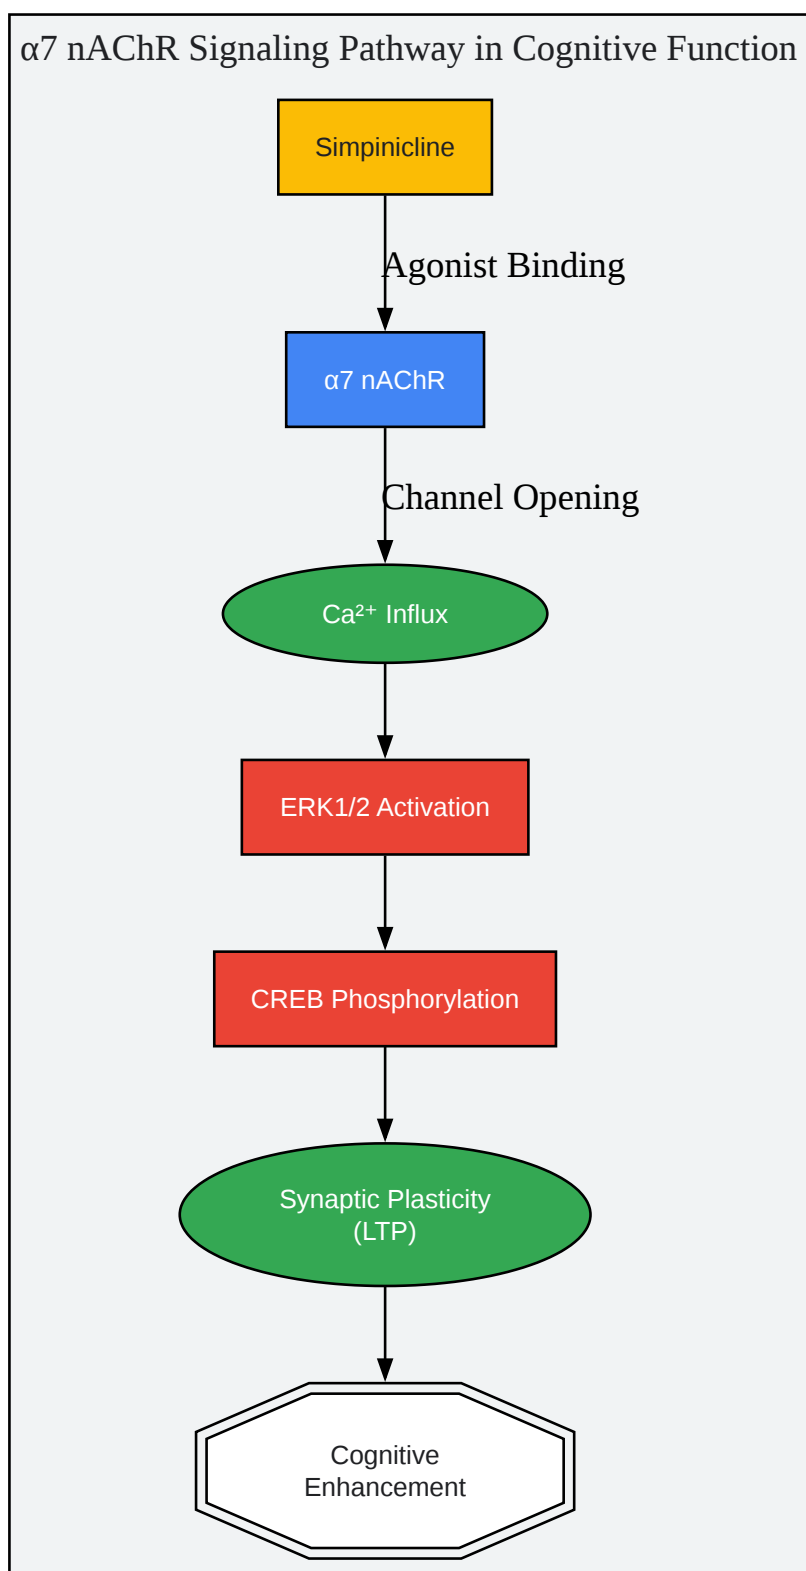 α7 nAChR Signaling Pathway in Cognitive Function
Simpinicline
Agonist Binding
α7 nAChR
Channel Opening
Ca²⁺ Influx
ERK1/2 Activation
CREB Phosphorylation
Synaptic Plasticity
(LTP)
Cognitive
Enhancement